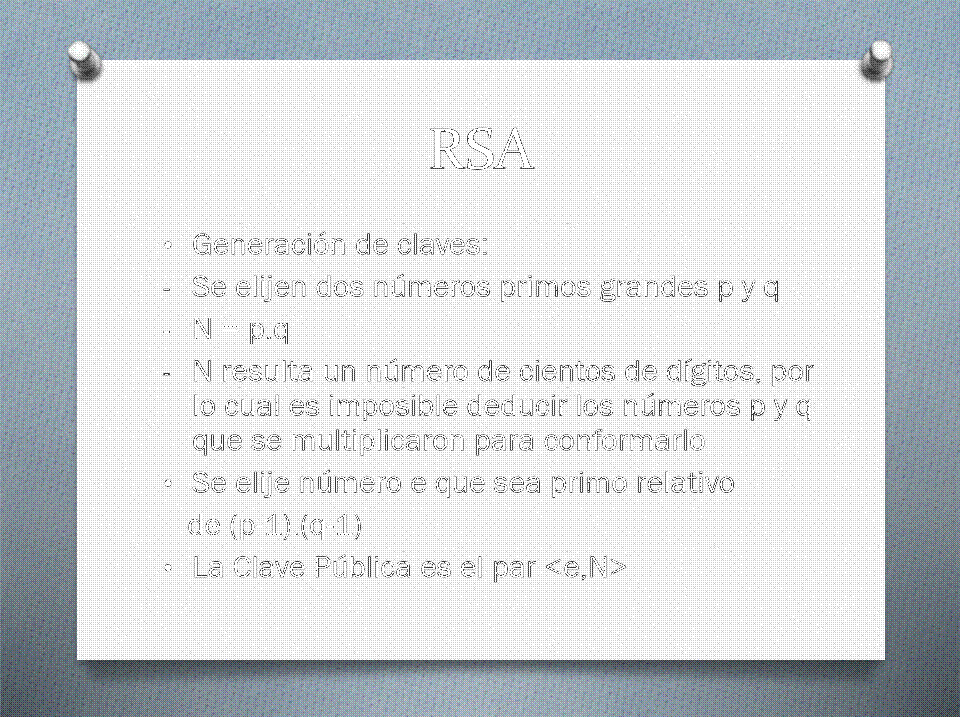 RSA
• Generación de claves:
- Se elijen dos números primos grandes p y q
- N = p.q
- N resulta un número de cientos de dígitos, por
lo cual es imposible deducir los números p y q
que se multiplicaron para conformarlo
• Se elije número e que sea primo relativo
de (p-1).(q-1)
• La Clave Pública es el par <e,N>